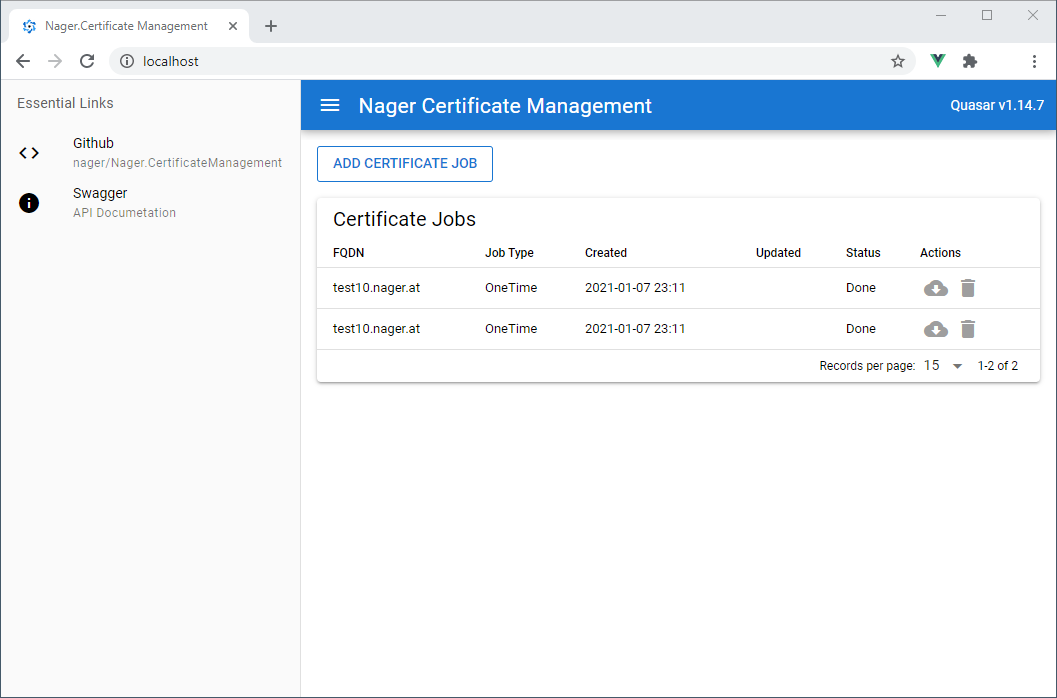 Nager.Certificate Management
localhost
Essential Links
Github
nager/Nager.CertificateManagement
Swagger
API Documetation
Nager Certificate Management
Quasar v1.14.7
ADD CERTIFICATE JOB
Certificate Jobs
FQDN Job Type Created Updated Status Actions
test10.nager.at OneTime 2021-01-07 23:11 Done
test10.nager.at OneTime 2021-01-07 23:11 Done
Records per page: 15 1-2 of 2